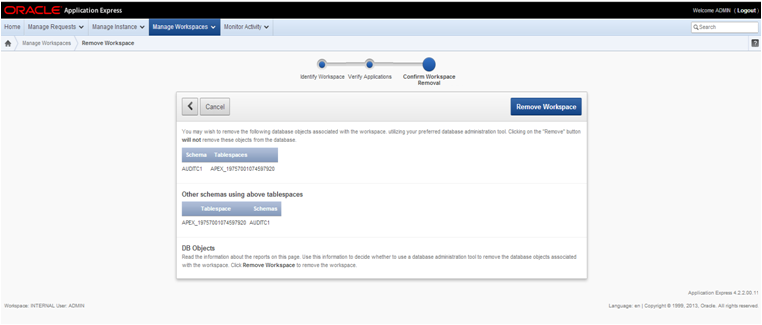 ORACLE Application Express Welcome ADMIN ( Logout )
Home Manage Requests Manage Instance Manage Workspaces Monitor Activity Search
Manage Workspaces Remove Workspace ?
Identify Workspace Verify Applications Confirm Workspace
Removal
Cancel Remove Workspace
You may wish to remove the following database objects associated with the workspace, utilizing your preferred database administration tool. Clicking on the "Remove" button
will not remove these objects from the database.
Schema Tablespaces
AUDITC1 APEX_19757001074597920
Other schemas using above tablespaces
Tablespace Schemas
APEX_19757001074597920 AUDITC1
DB Objects
Read the information about the reports on this page. Use this information to decide whether to use a database administration tool to remove the database objects associated
with the workspace. Click Remove Workspace to remove the workspace.
Application Express 4.2.2.00.11
Workspace: INTERNAL User: ADMIN Language: en | Copyright © 1999, 2013, Oracle. All rights reserved.